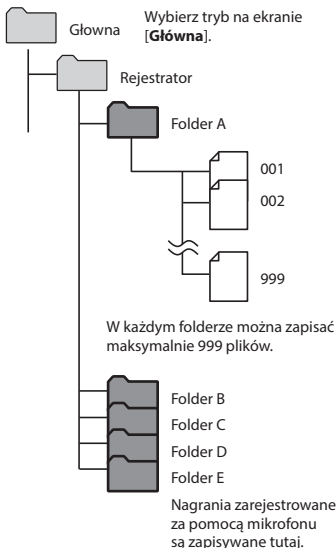 Głowna
Wybierz tryb na ekranie
[Główna].
Rejestrator
Folder A
001
002
999
W każdym folderze można zapisać
maksymalnie 999 plików.
Folder B
Folder C
Folder D
Folder E
Nagrania zarejestrowane
za pomocą mikrofonu
są zapisywane tutaj.